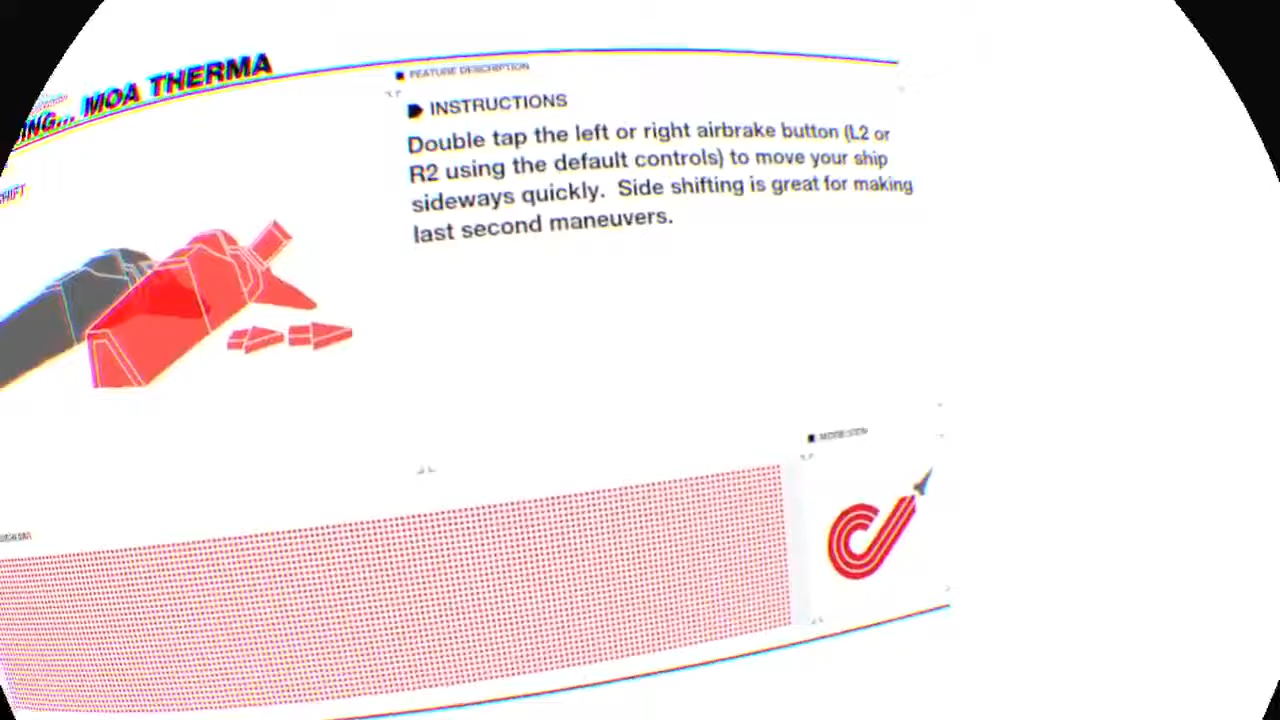 ING... MOA THERMA
SHIFT
FEATURE DESCRIPTION
INSTRUCTIONS
Double tap the left or right airbrake button (L2 or
R2 using the default controls) to move your ship
sideways quickly.  Side shifting is great for making
last second maneuvers.